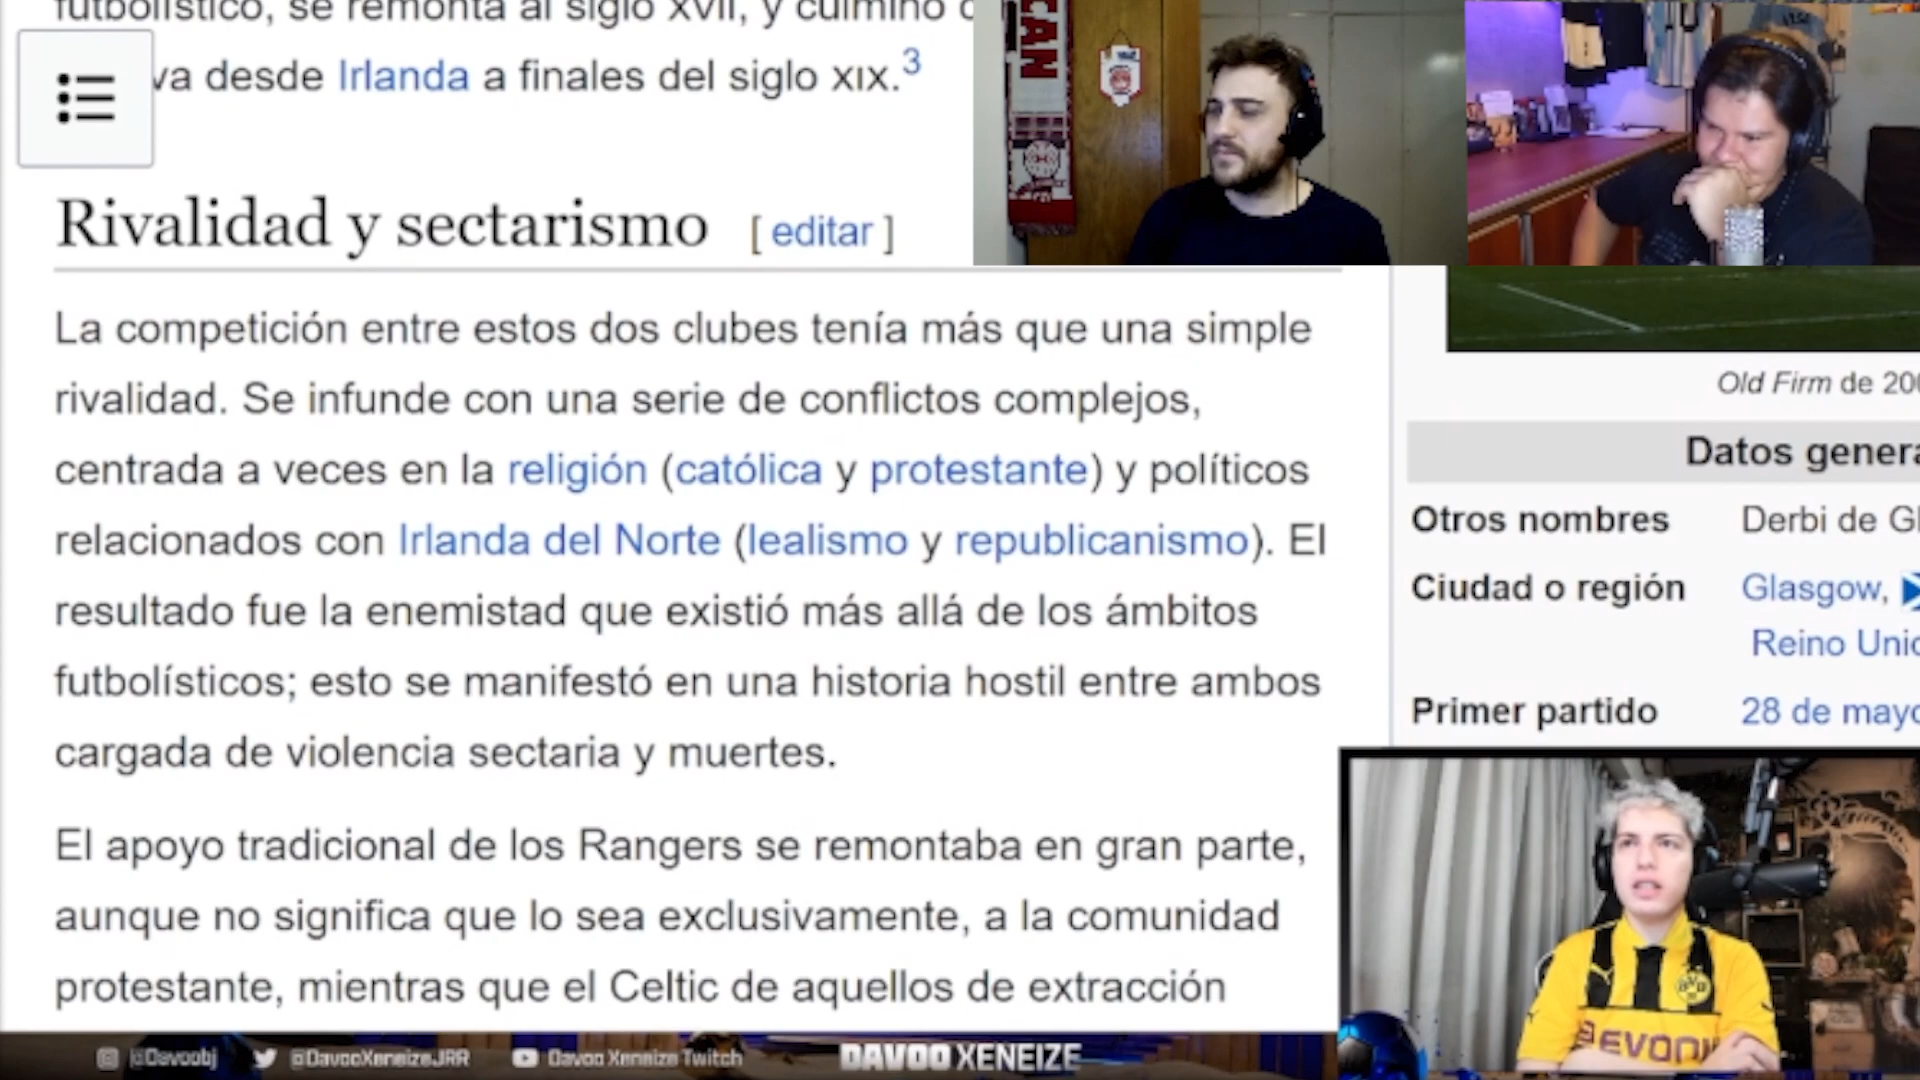 futbolístico, se remonta al siglo XVII, y culminó
va desde Irlanda a finales del siglo XIX.3
Rivalidad y sectarismo [ editar ]
La competición entre estos dos clubes tenía más que una simple
rivalidad. Se infunde con una serie de conflictos complejos,
centrada a veces en la religión (católica y protestante) y políticos
relacionados con Irlanda del Norte (lealismo y republicanismo). El
resultado fue la enemistad que existió más allá de los ámbitos
futbolísticos; esto se manifestó en una historia hostil entre ambos
cargada de violencia sectaria y muertes.
El apoyo tradicional de los Rangers se remontaba en gran parte,
aunque no significa que lo sea exclusivamente, a la comunidad
protestante, mientras que el Celtic de aquellos de extracción
CAN
Old Firm de 200
Datos genera
Otros nombres Derbi de Gl
Ciudad o región Glasgow,
Reino Unid
Primer partido 28 de mayo
BVB
EVONI
@Davoobj @DavooXeneizeJRR Davoo Xeneize Twitch DAVOO XENEIZE